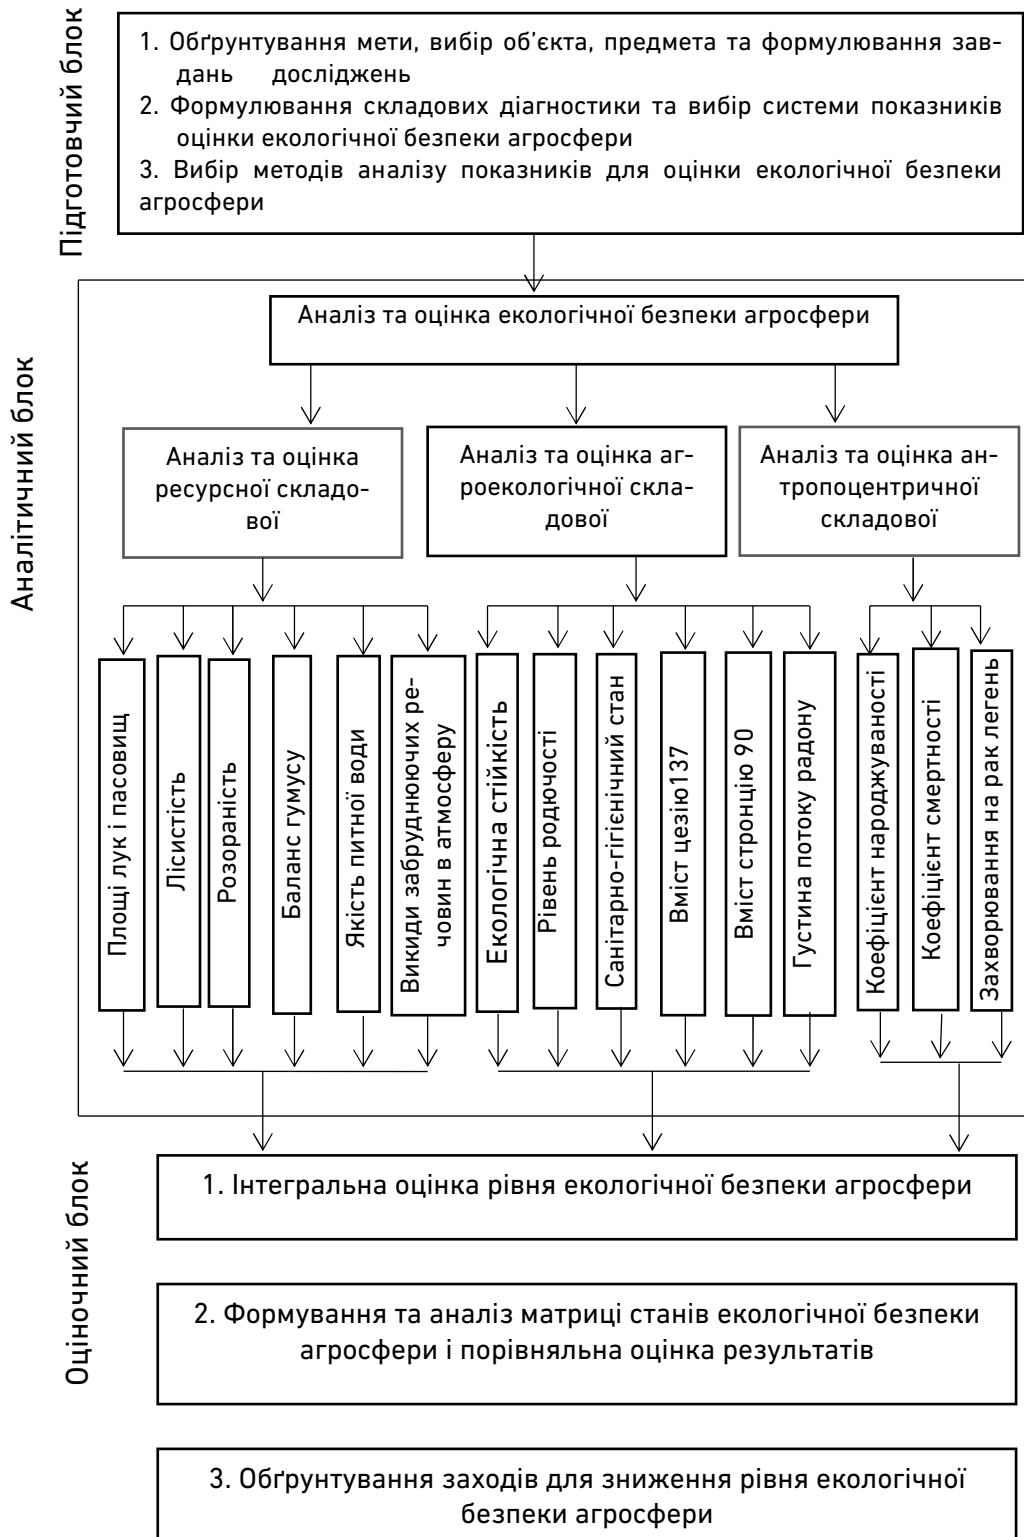 Підготовчий блок
1. Обґрунтування мети, вибір об’єкта, предмета та формулювання зав-
дань досліджень
2. Формулювання складових діагностики та вибір системи показників
оцінки екологічної безпеки агросфери
3. Вибір методів аналізу показників для оцінки екологічної безпеки
агросфери
Аналітичний блок
Аналіз та оцінка екологічної безпеки агросфери
Аналіз та оцінка
ресурсної складо-
вої
Аналіз та оцінка аг-
роекологічної скла-
дової
Аналіз та оцінка ан-
тропоцентричної
складової
Площі лук і пасовищ
Лісистість
Розораність
Баланс гумусу
Якість питної води
Викиди забруднюючих ре-
човин в атмосферу
Екологічна стійкість
Рівень родючості
Санітарно-гігієнічний стан
Вміст цезію137
Вміст стронцію 90
Густина потоку радону
Коефіцієнт народжуваності
Коефіцієнт смертності
Захворювання на рак легень
Оціночний блок
1. Інтегральна оцінка рівня екологічної безпеки агросфери
2. Формування та аналіз матриці станів екологічної безпеки
агросфери і порівняльна оцінка результатів
3. Обґрунтування заходів для зниження рівня екологічної
безпеки агросфери